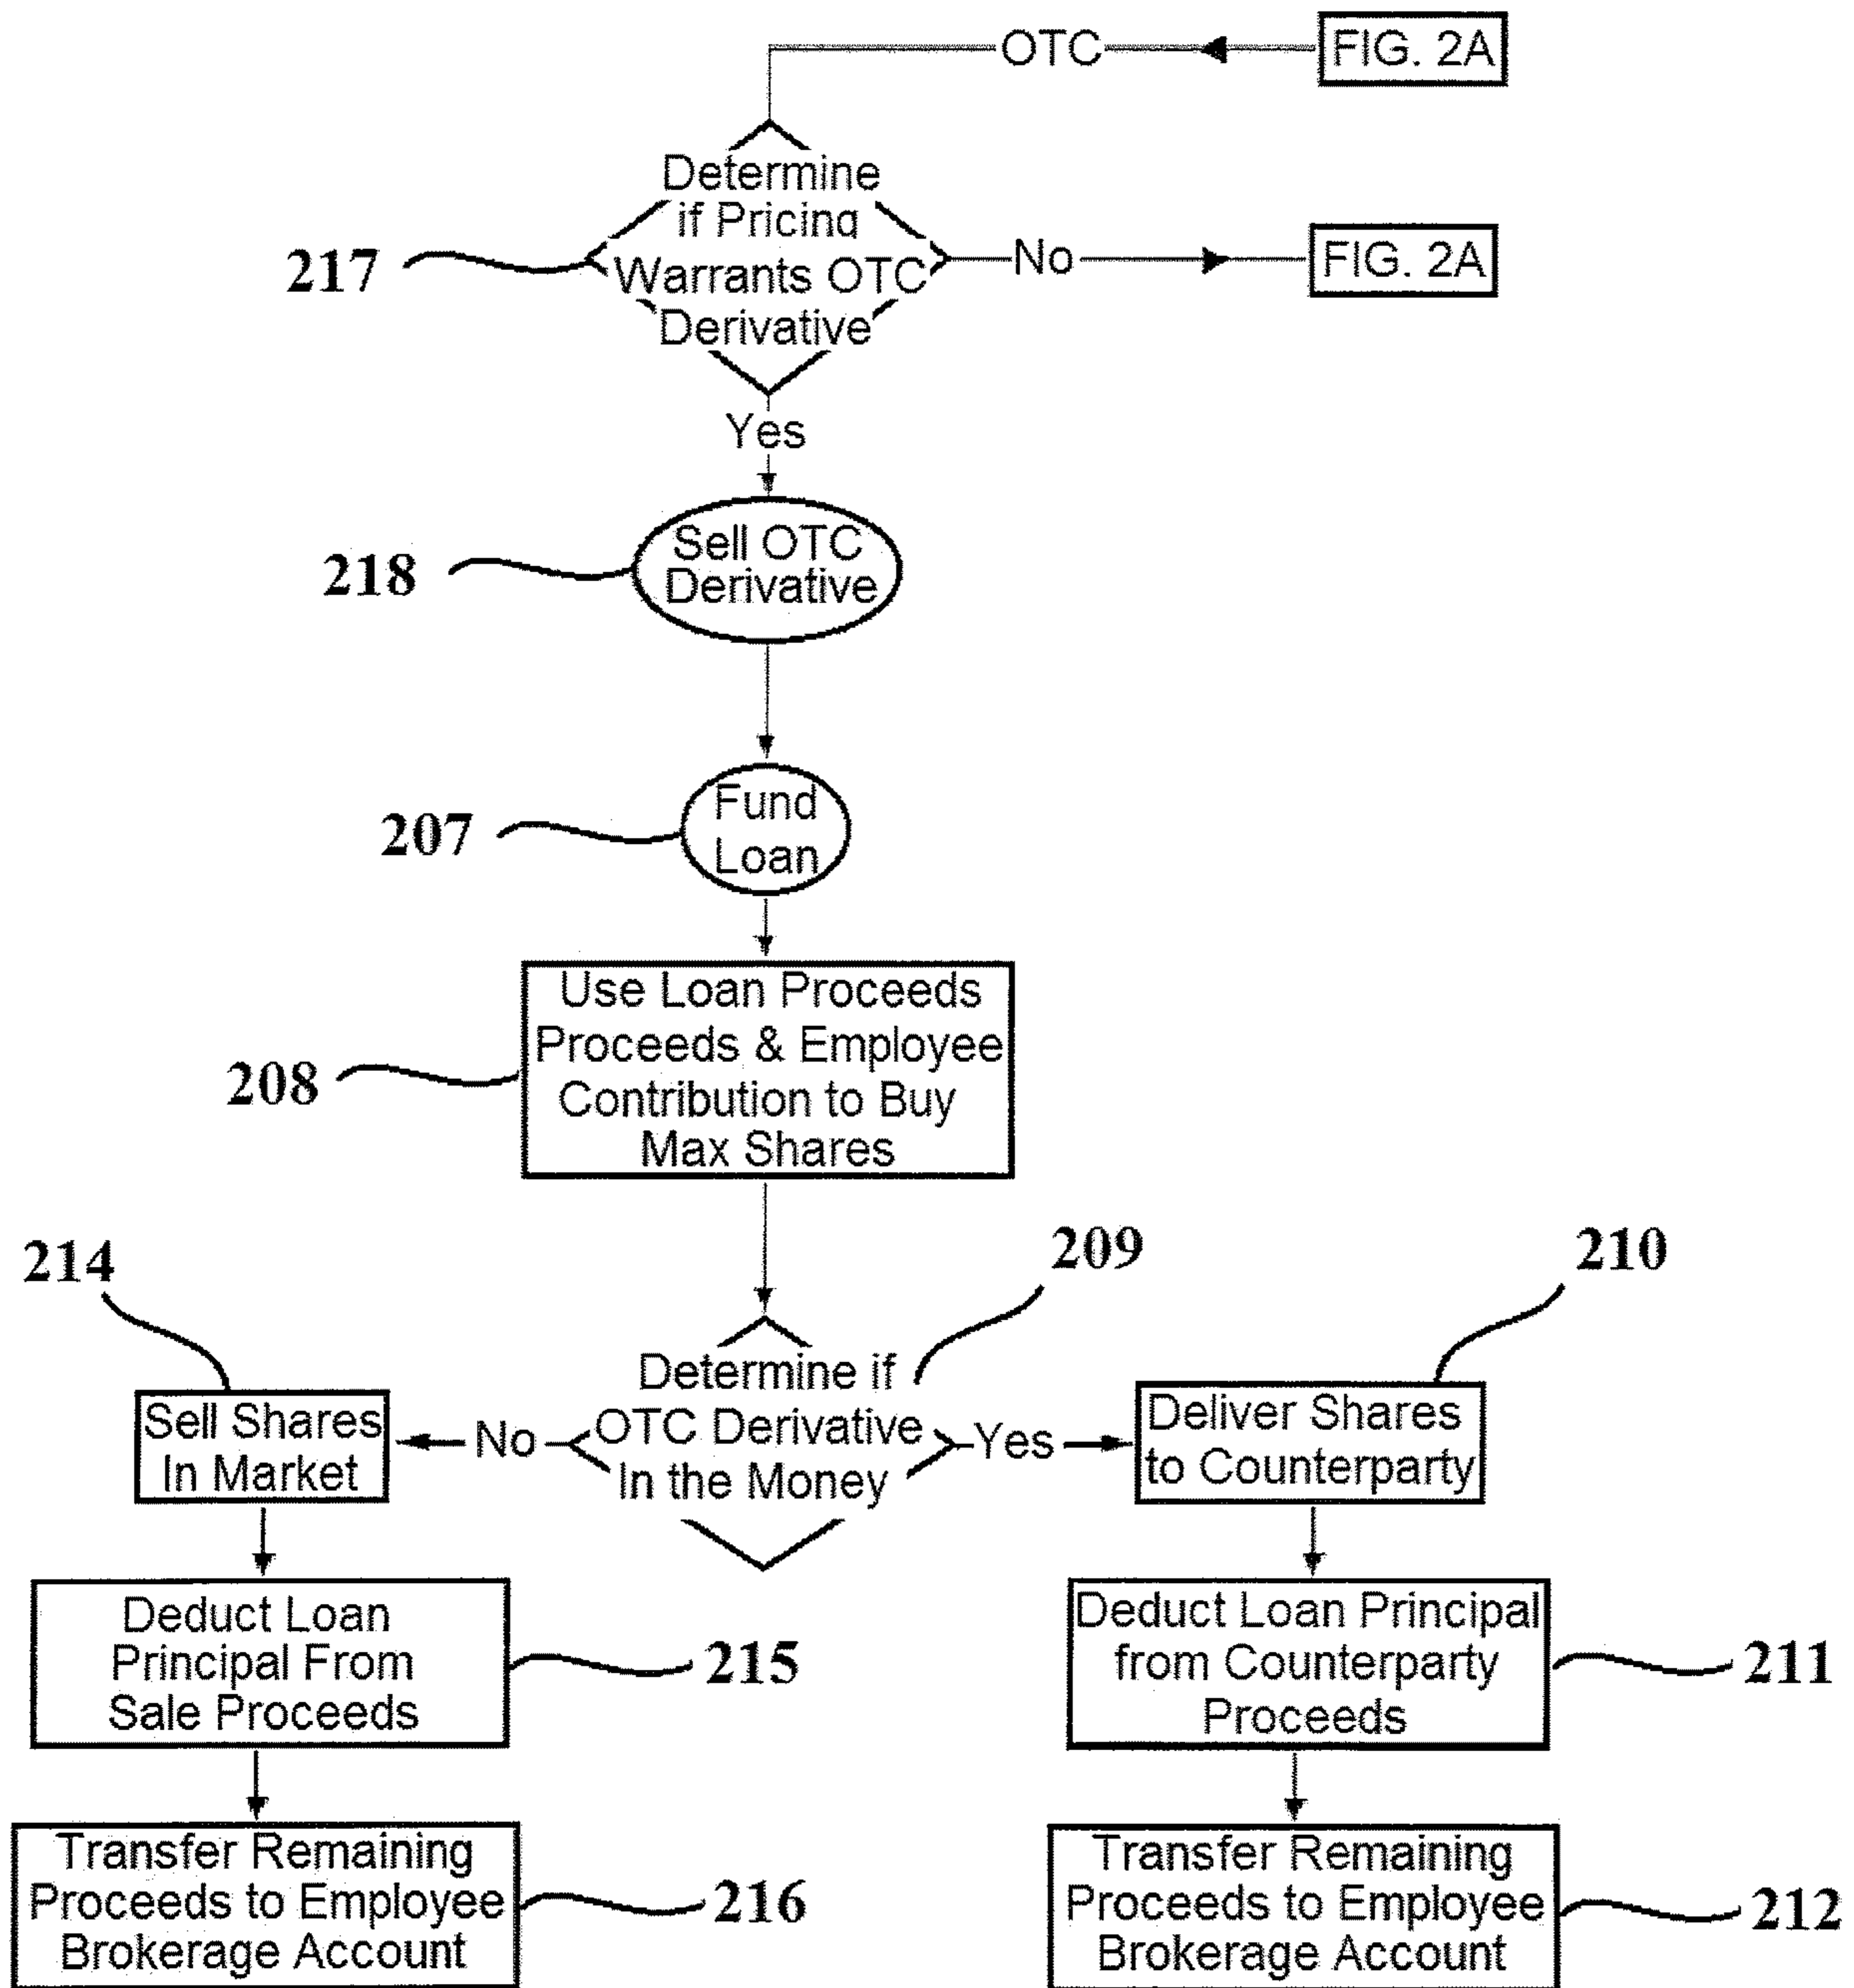 OTC
FIG. 2A
Determine
if Pricing
Warrants OTC
Derivative
217
No
FIG. 2A
Yes
Sell OTC
Derivative
218
Fund
Loan
207
Use Loan Proceeds
Proceeds & Employee
Contribution to Buy
Max Shares
208
214
209
210
Sell Shares
In Market
No
Determine if
OTC Derivative
In the Money
Yes
Deliver Shares
to Counterparty
Deduct Loan
Principal From
Sale Proceeds
215
Deduct Loan Principal
from Counterparty
Proceeds
211
Transfer Remaining
Proceeds to Employee
Brokerage Account
216
Transfer Remaining
Proceeds to Employee
Brokerage Account
212